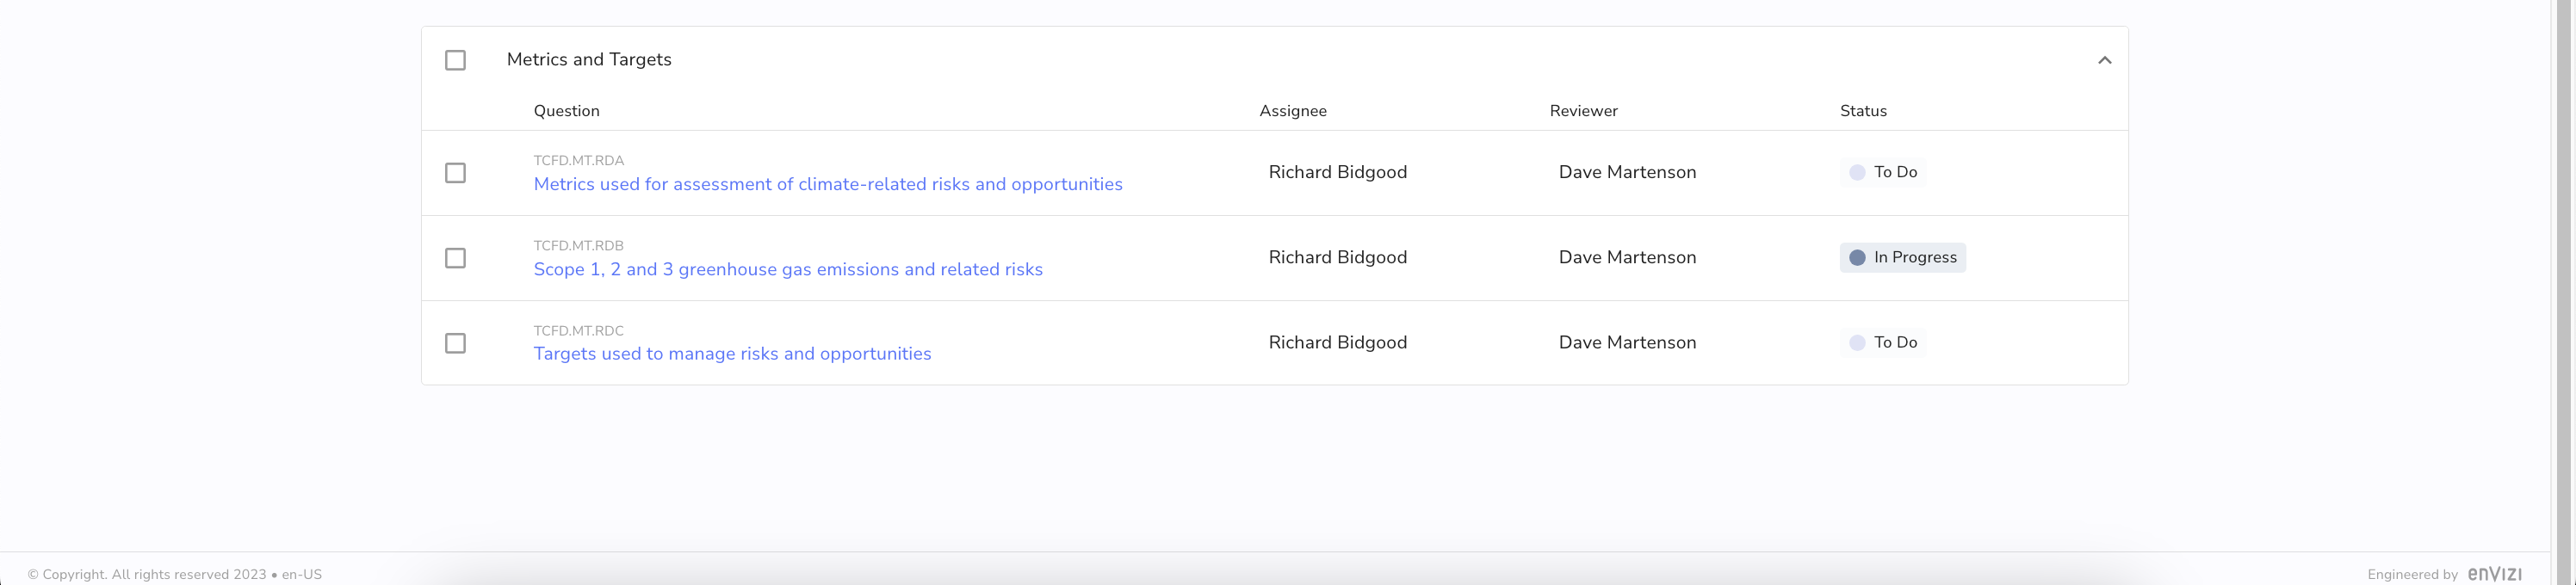 Metrics and Targets
Question Assignee Reviewer Status
TCFD.MT.RDA
Metrics used for assessment of climate-related risks and opportunities Richard Bidgood Dave Martenson To Do
TCFD.MT.RDB
Scope 1, 2 and 3 greenhouse gas emissions and related risks Richard Bidgood Dave Martenson In Progress
TCFD.MT.RDC
Targets used to manage risks and opportunities Richard Bidgood Dave Martenson To Do
© Copyright. All rights reserved 2023 • en-US Engineered by enVIZI